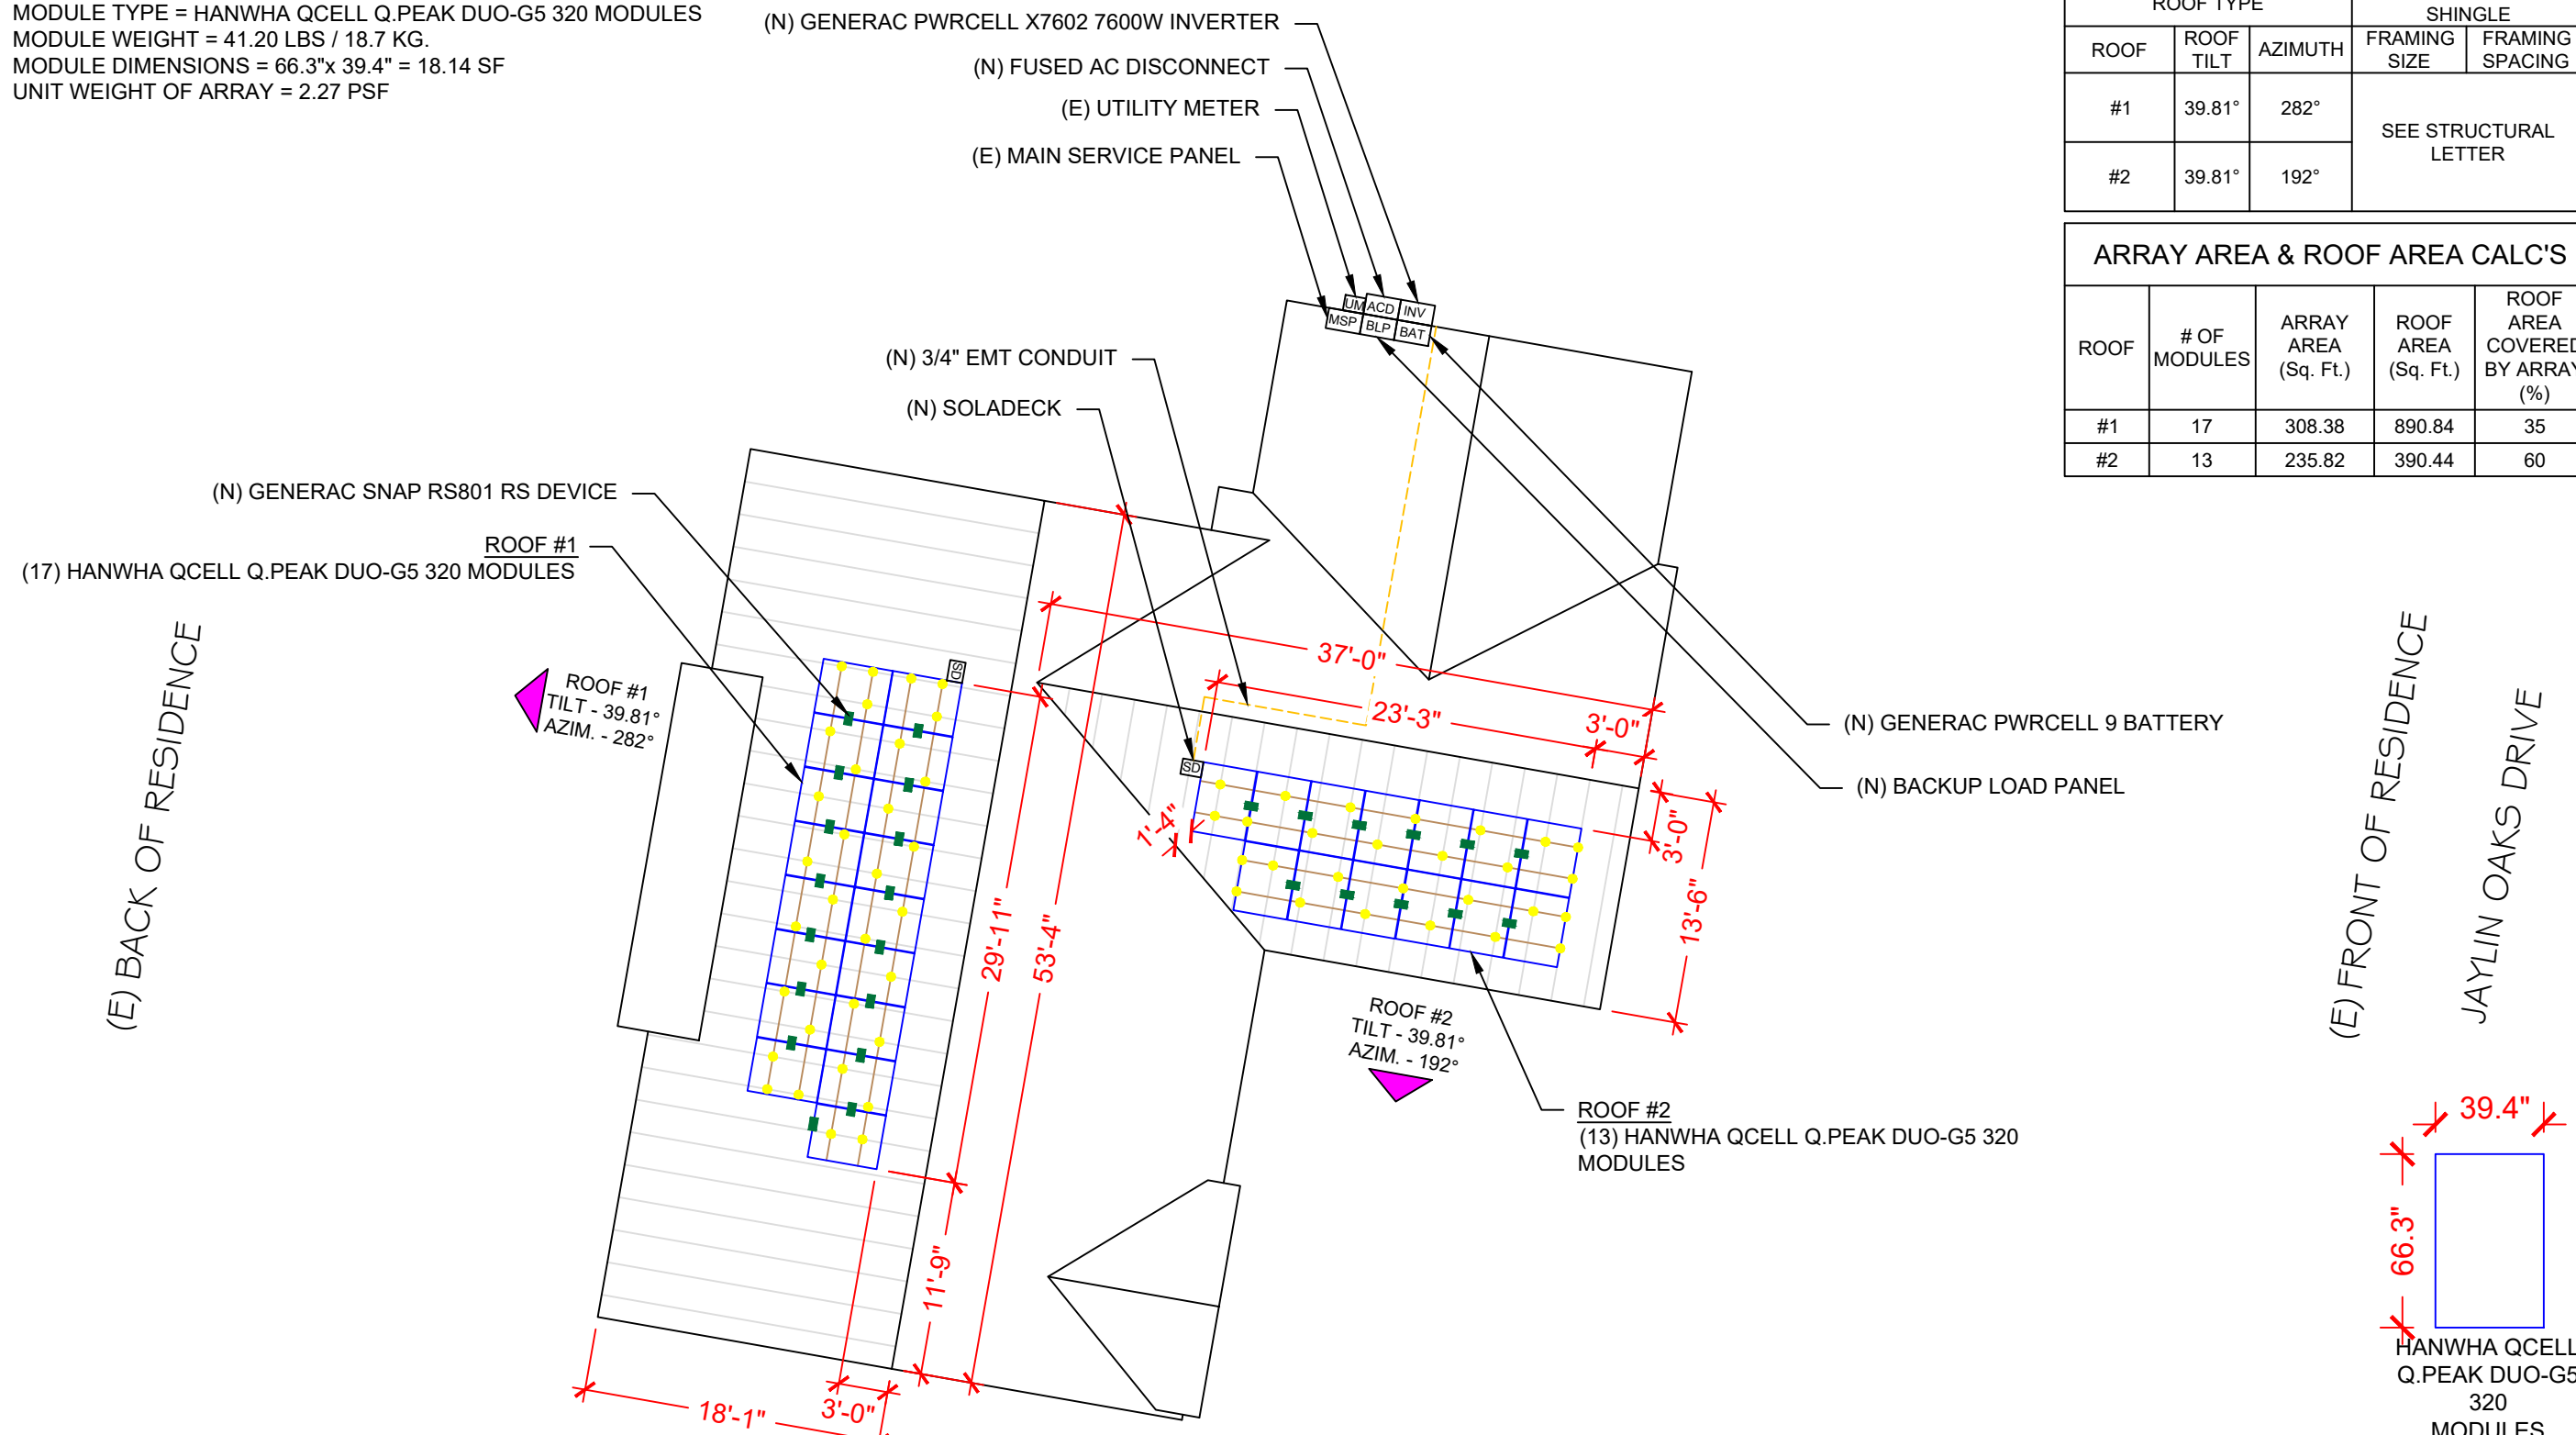 MODULE TYPE = HANWHA QCELL Q.PEAK DUO-G5 320 MODULES
MODULE WEIGHT = 41.20 LBS / 18.7 KG.
MODULE DIMENSIONS = 66.3"x 39.4" = 18.14 SF
UNIT WEIGHT OF ARRAY = 2.27 PSF
(N) GENERAC PWRCELL X7602 7600W INVERTER
(N) FUSED AC DISCONNECT
(E) UTILITY METER
(E) MAIN SERVICE PANEL
ROOF TYPE
SHINGLE
ROOF
ROOF TILT
AZIMUTH
FRAMING SIZE
FRAMING SPACING
#1 39.81° 282°
SEE STRUCTURAL LETTER
#2 39.81° 192°
ARRAY AREA & ROOF AREA CALC'S
ROOF
# OF MODULES
ARRAY AREA (Sq. Ft.)
ROOF AREA (Sq. Ft.)
ROOF AREA COVERED BY ARRAY (%)
#1 17 308.38 890.84 35
#2 13 235.82 390.44 60
UM ACD INV
MSP BLP BAT
(N) 3/4" EMT CONDUIT
(N) SOLADECK
(N) GENERAC SNAP RS801 RS DEVICE
ROOF #1
(17) HANWHA QCELL Q.PEAK DUO-G5 320 MODULES
(E) BACK OF RESIDENCE
ROOF #1
TILT - 39.81°
AZIM. - 282°
SD
37'-0"
23'-3"
3'-0"
SD
1'-4"
3'-0"
13'-6"
29'-11"
53'-4"
11'-9"
18'-1"
3'-0"
(N) GENERAC PWRCELL 9 BATTERY
(N) BACKUP LOAD PANEL
ROOF #2
TILT - 39.81°
AZIM. - 192°
ROOF #2
(13) HANWHA QCELL Q.PEAK DUO-G5 320
MODULES
(E) FRONT OF RESIDENCE
JAYLIN OAKS DRIVE
39.4"
66.3"
HANWHA QCELL
Q.PEAK DUO-G5
320
MODULES